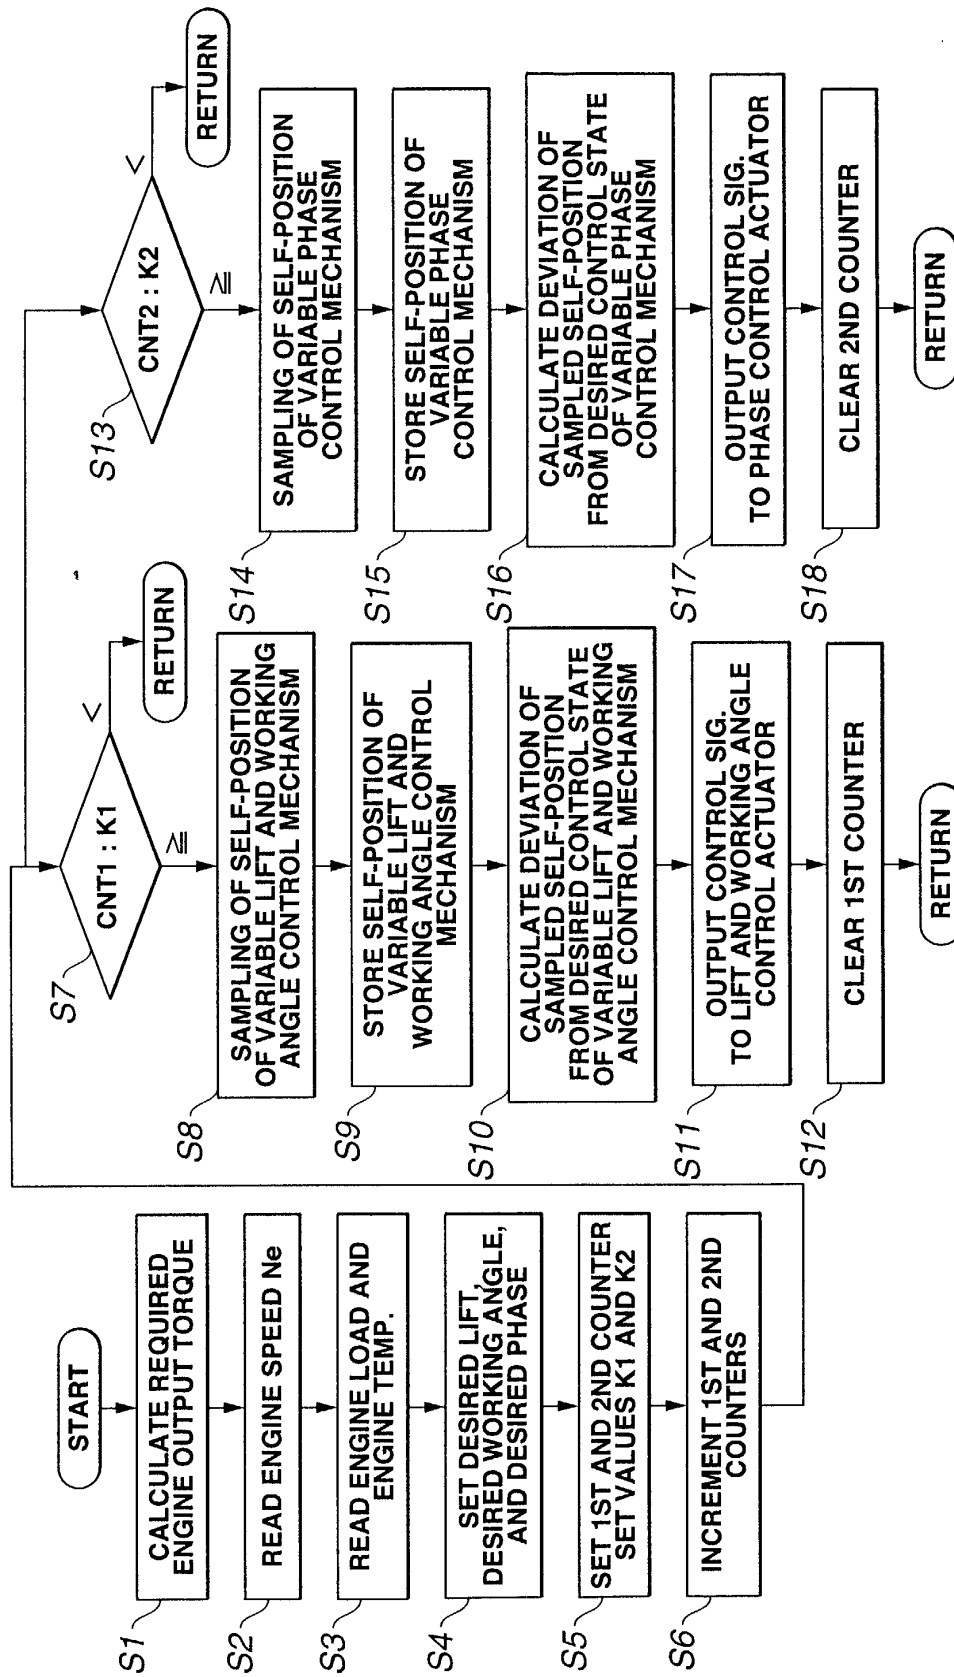 START
S1
CALCULATE REQUIRED
ENGINE OUTPUT TORQUE
S2
READ ENGINE SPEED Ne
S3
READ ENGINE LOAD AND
ENGINE TEMP.
S4
SET DESIRED LIFT,
DESIRED WORKING ANGLE,
AND DESIRED PHASE
S5
SET 1ST AND 2ND COUNTER
SET VALUES K1 AND K2
S6
INCREMENT 1ST AND 2ND
COUNTERS
S7
CNT1 : K1
<
RETURN
≧
S8
SAMPLING OF SELF-POSITION
OF VARIABLE LIFT AND WORKING
ANGLE CONTROL MECHANISM
S9
STORE SELF-POSITION OF
VARIABLE LIFT AND
WORKING ANGLE CONTROL
MECHANISM
S10
CALCULATE DEVIATION OF
SAMPLED SELF-POSITION
FROM DESIRED CONTROL STATE
OF VARIABLE LIFT AND WORKING
ANGLE CONTROL MECHANISM
S11
OUTPUT CONTROL SIG.
TO LIFT AND WORKING ANGLE
CONTROL ACTUATOR
S12
CLEAR 1ST COUNTER
RETURN
S13
CNT2 : K2
<
RETURN
≧
S14
SAMPLING OF SELF-POSITION
OF VARIABLE PHASE
CONTROL MECHANISM
S15
STORE SELF-POSITION OF
VARIABLE PHASE
CONTROL MECHANISM
S16
CALCULATE DEVIATION OF
SAMPLED SELF-POSITION
FROM DESIRED CONTROL STATE
OF VARIABLE PHASE
CONTROL MECHANISM
S17
OUTPUT CONTROL SIG.
TO PHASE CONTROL ACTUATOR
S18
CLEAR 2ND COUNTER
RETURN